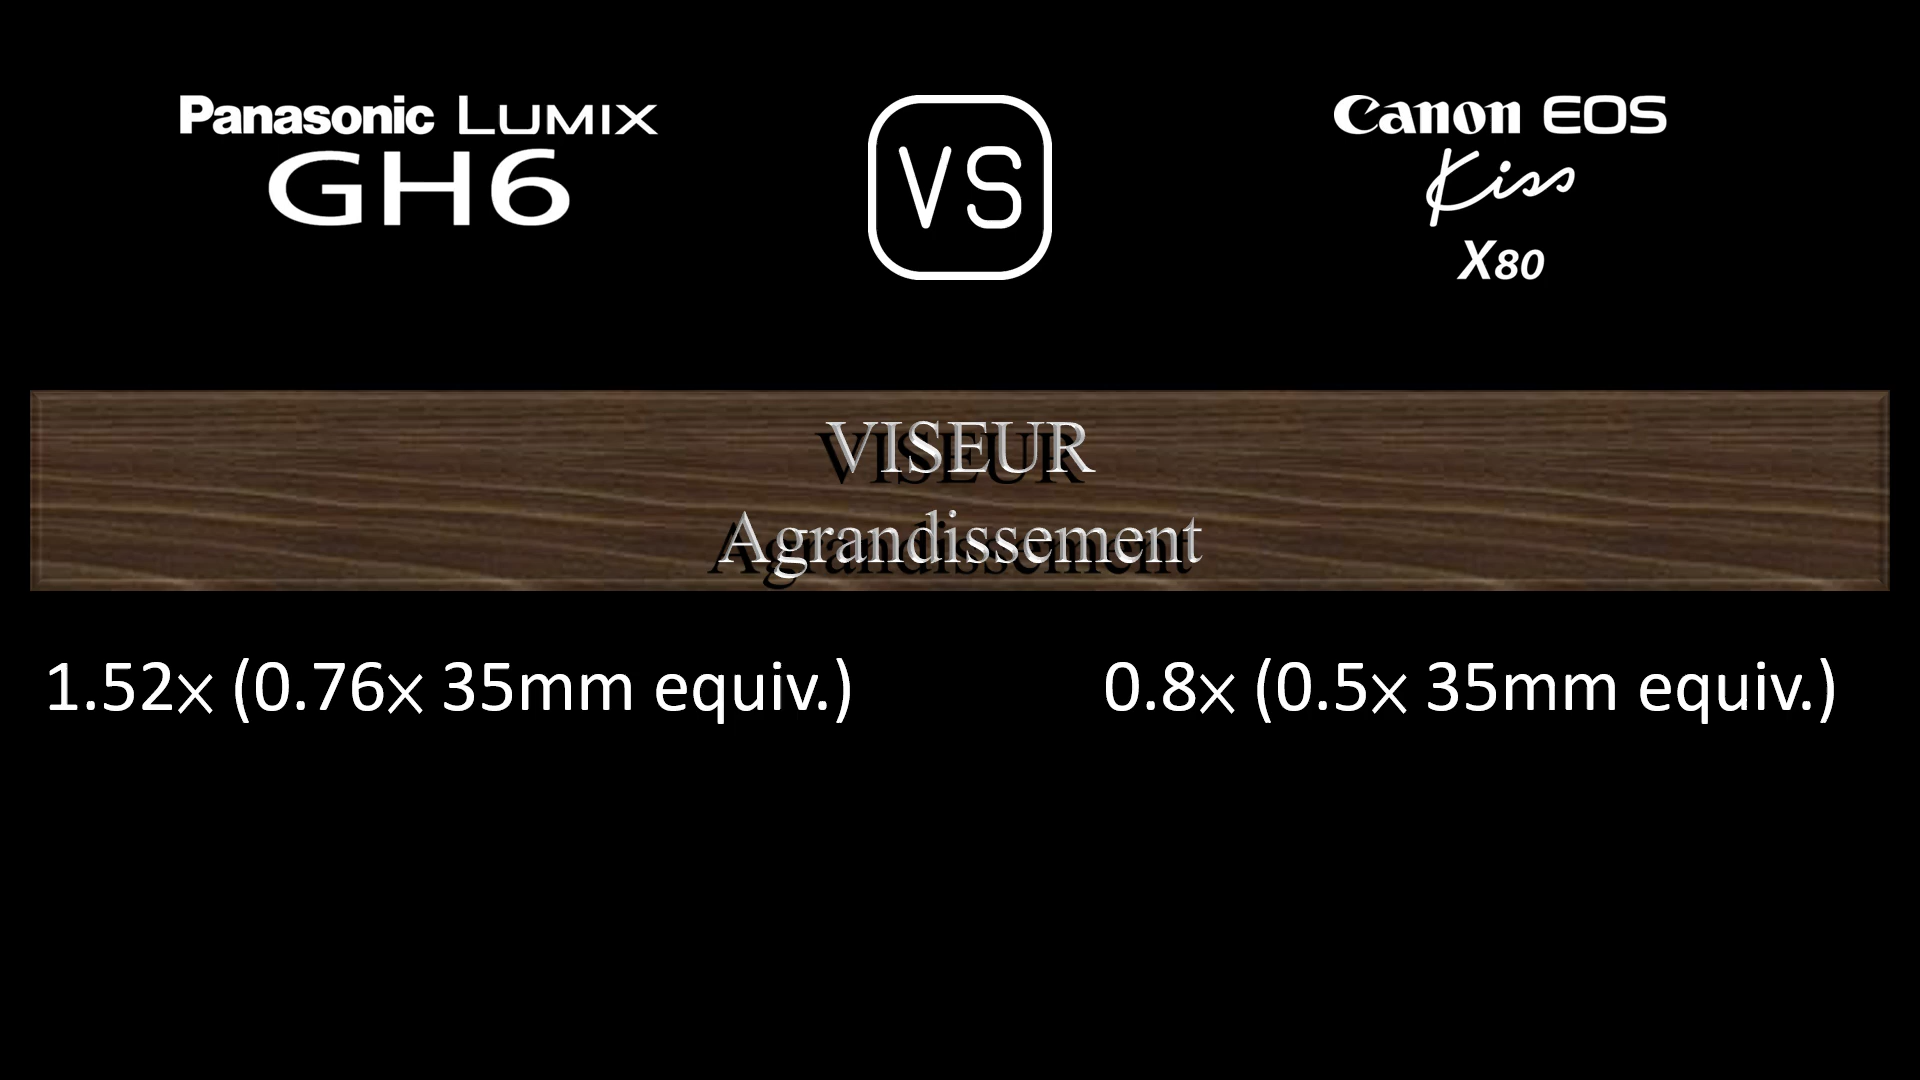 Panasonic LUMIX
GH6
VS
Canon EOS
Kiss
X80
VISEUR
Agrandissement
1.52x (0.76x 35mm equiv.)
0.8x (0.5x 35mm equiv.)